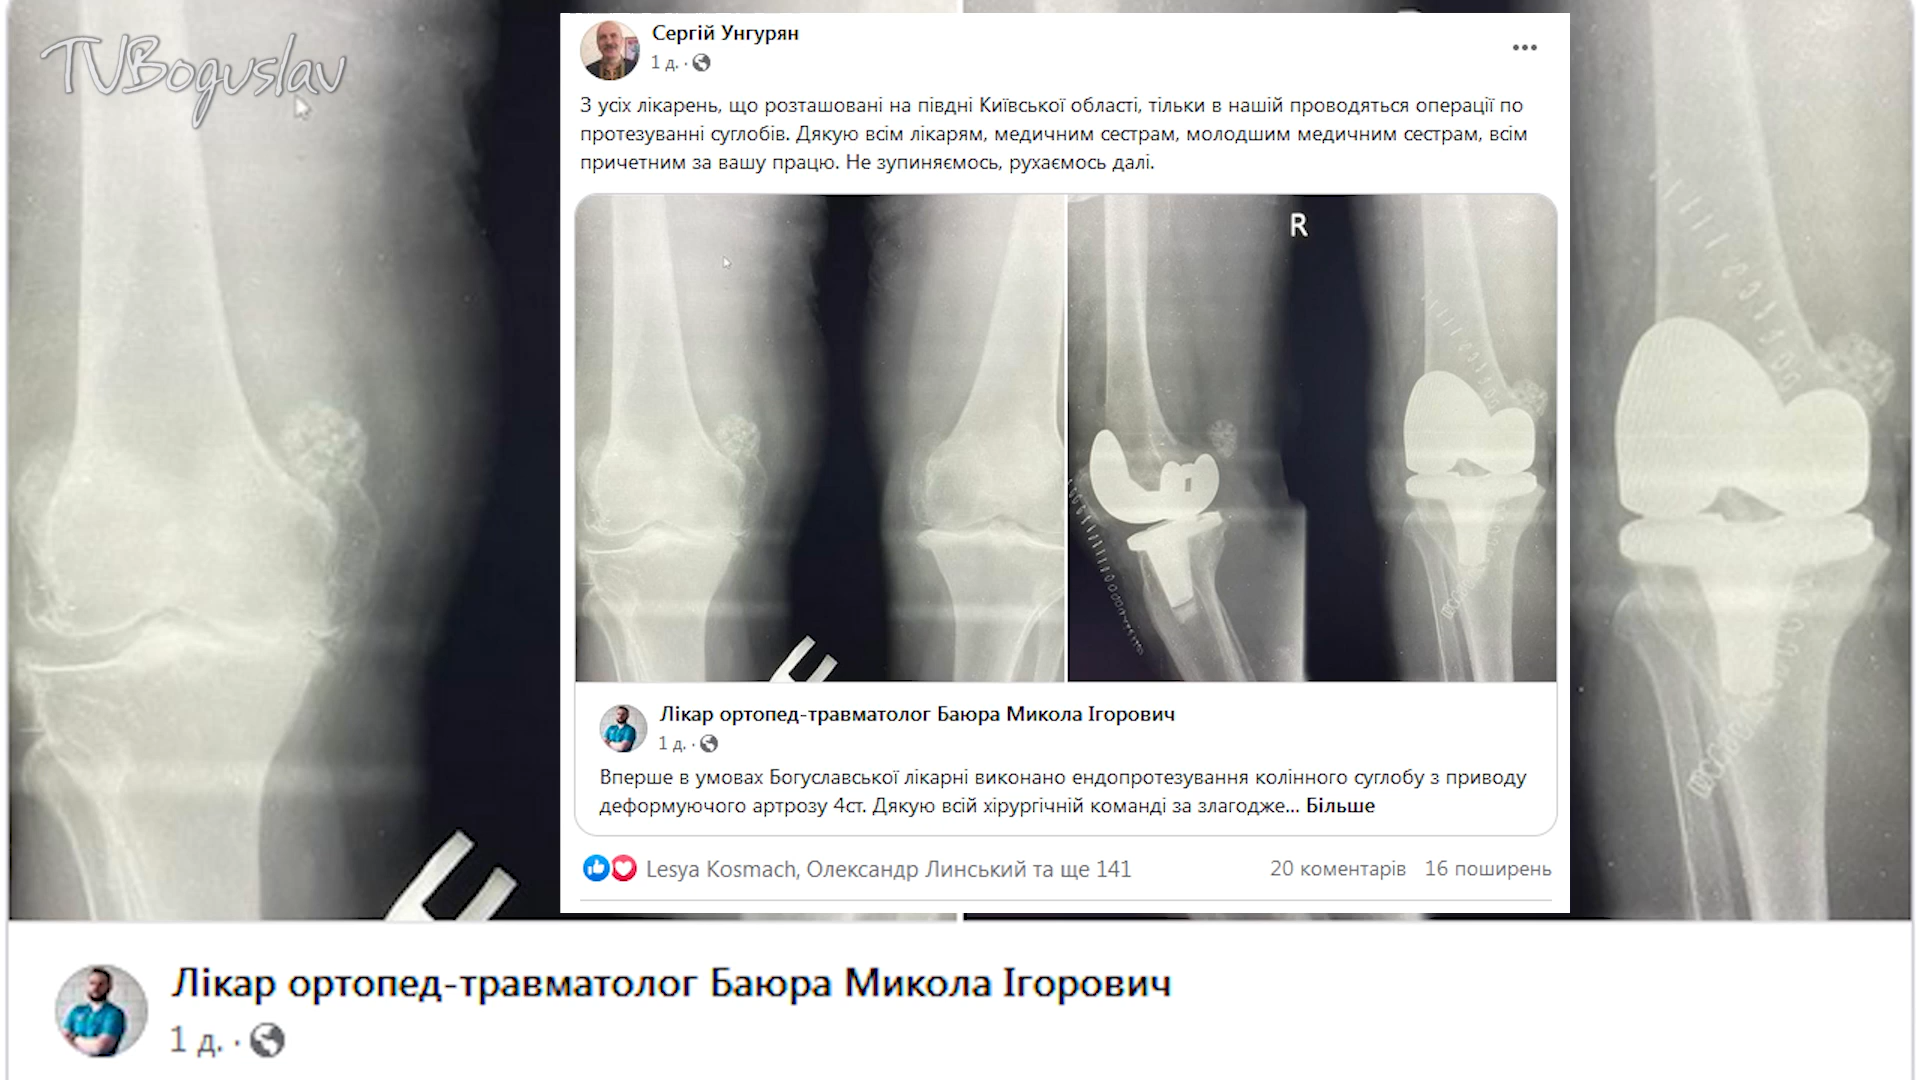 TVBoguslav
Сергій Унгурян
1 д. ·
З усіх лікарень, що розташовані на півдні Київської області, тільки в нашій проводяться операції по
протезуванні суглобів. Дякую всім лікарям, медичним сестрам, молодшим медичним сестрам, всім
причетним за вашу працю. Не зупиняємось, рухаємось далі.
R
Лікар ортопед-травматолог Баюра Микола Ігорович
1 д. ·
Вперше в умовах Богуславської лікарні виконано ендопротезування колінного суглобу з приводу
деформуючого артрозу 4ст. Дякую всій хірургічній команді за злагодже... Більше
Lesya Kosmach, Олександр Линський та ще 141
20 коментарів 16 поширень
Лікар ортопед-травматолог Баюра Микола Ігорович
1 д. ·